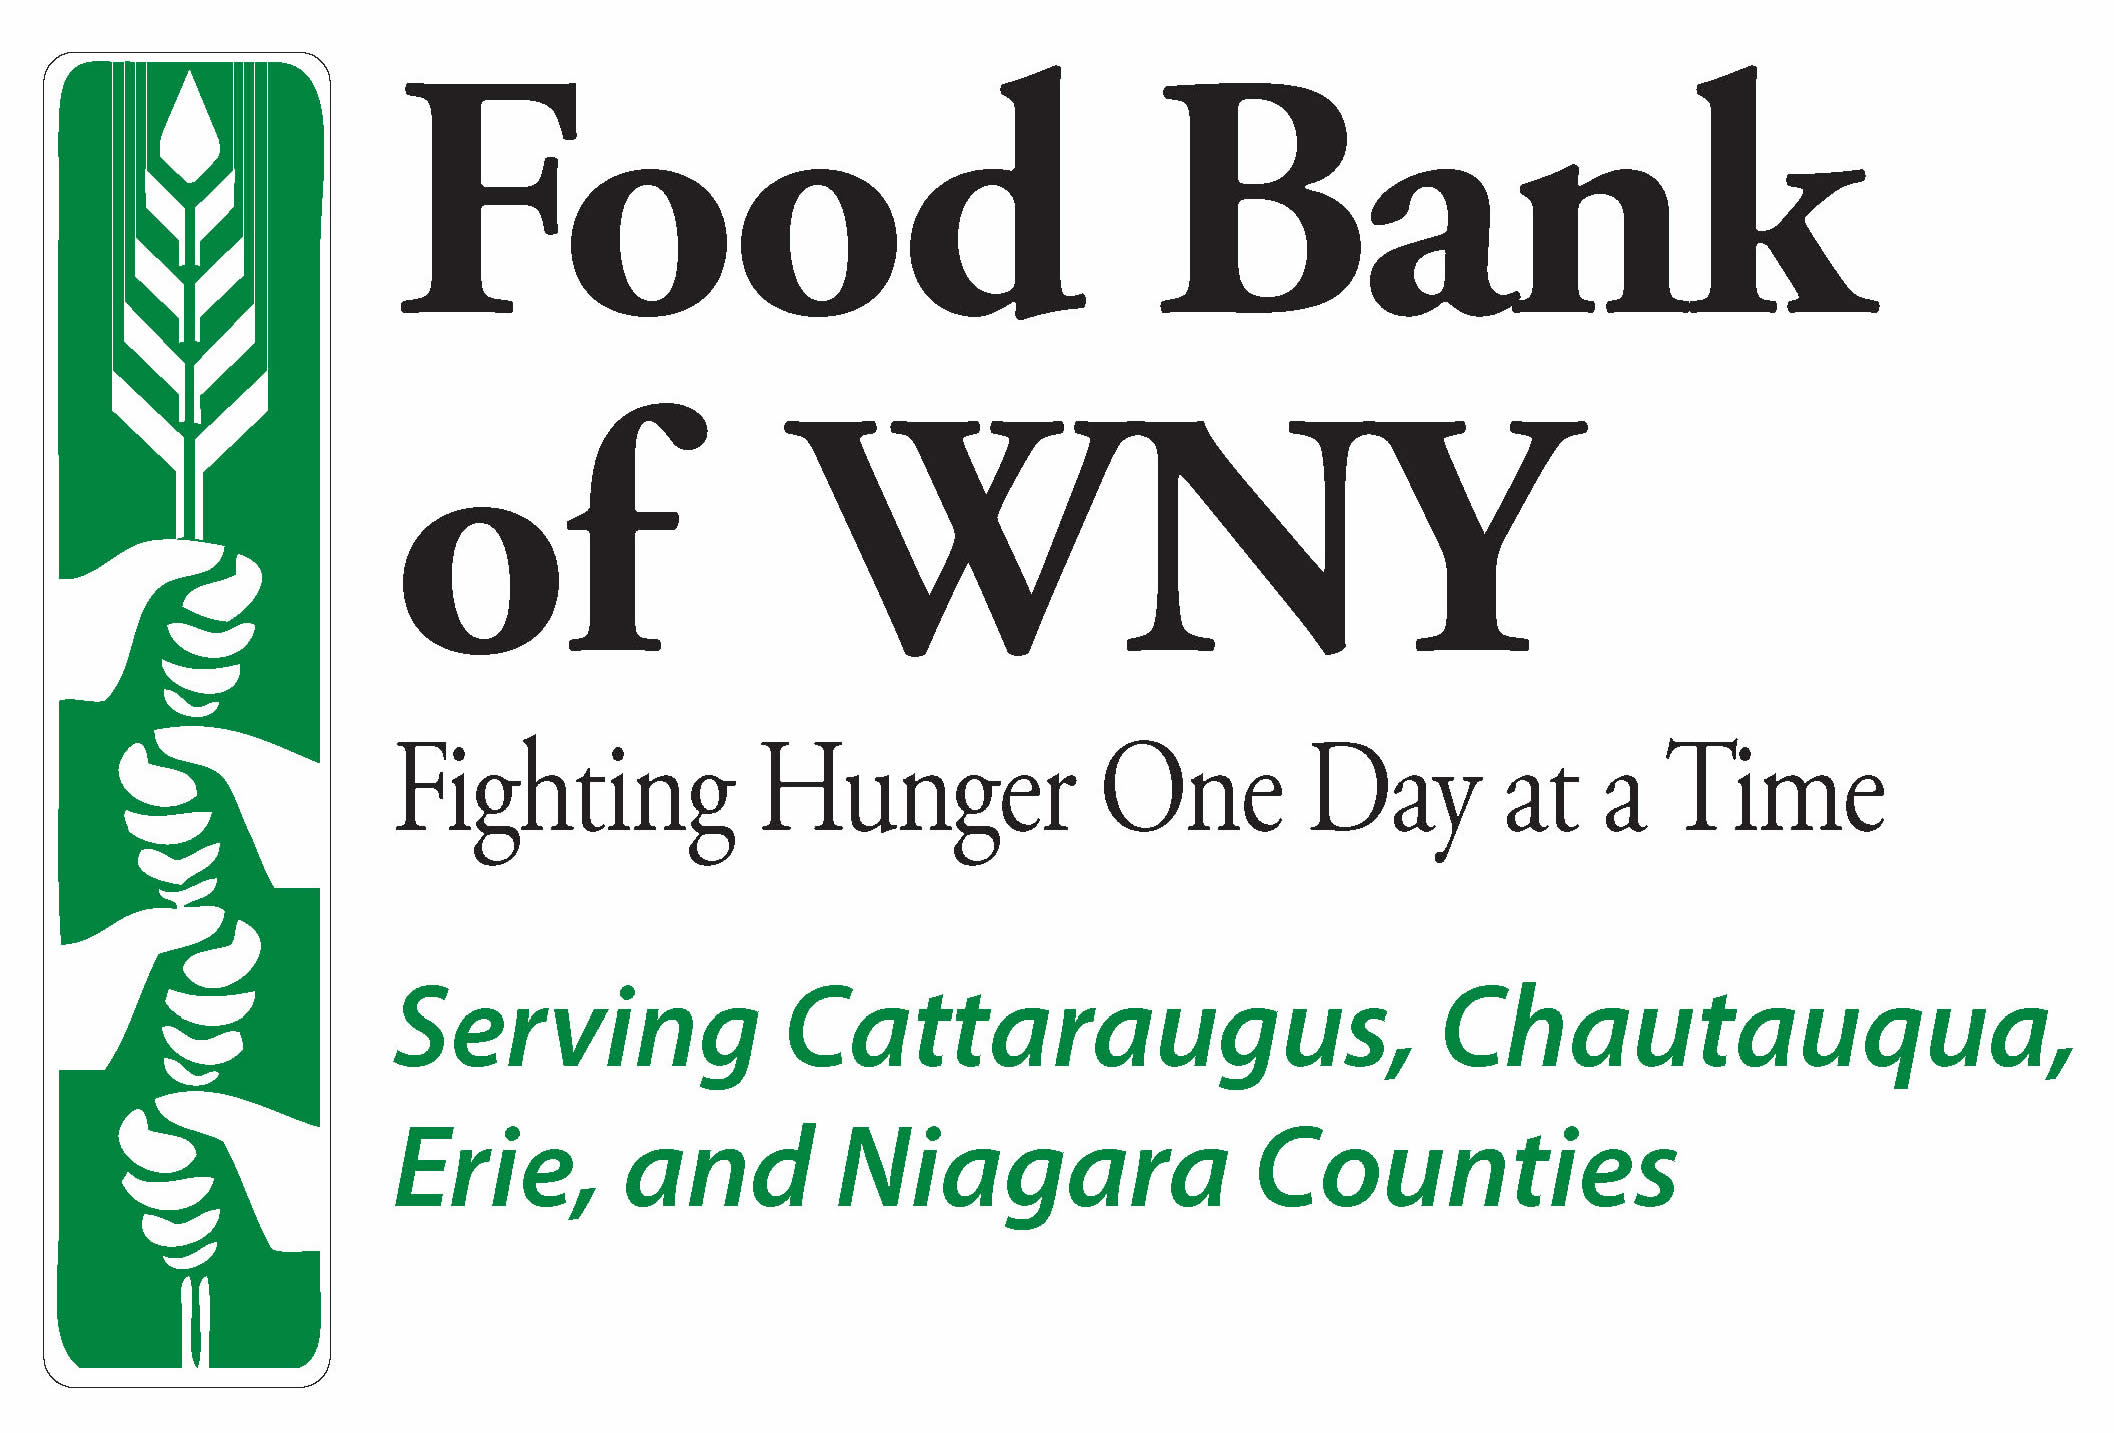 Food Bank
of WNY
Fighting Hunger One Day at a Time
Serving Cattaraugus, Chautauqua,
Erie, and Niagara Counties